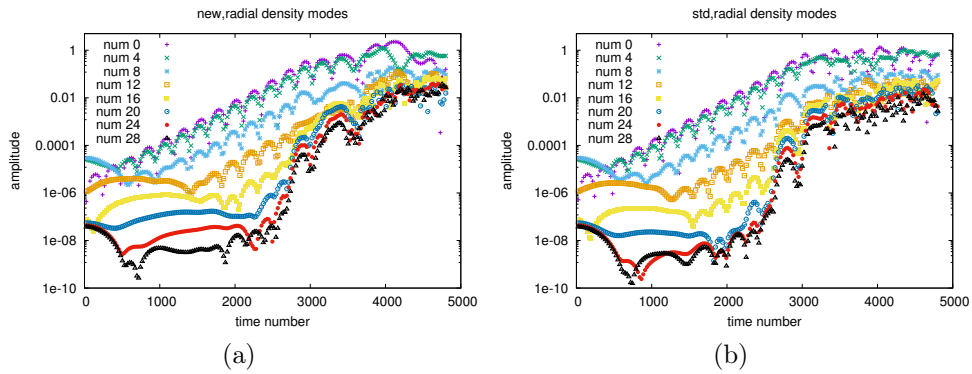 new,radial density modes
num 0
num 4
num 8
num 12
num 16
num 20
num 24
num 28
1
0.01
0.0001
1e-06
1e-08
1e-10
amplitude
0
1000
2000
3000
4000
5000
time number
(a)
std,radial density modes
num 0
num 4
num 8
num 12
num 16
num 20
num 24
num 28
1
0.01
0.0001
1e-06
1e-08
1e-10
amplitude
0
1000
2000
3000
4000
5000
time number
(b)